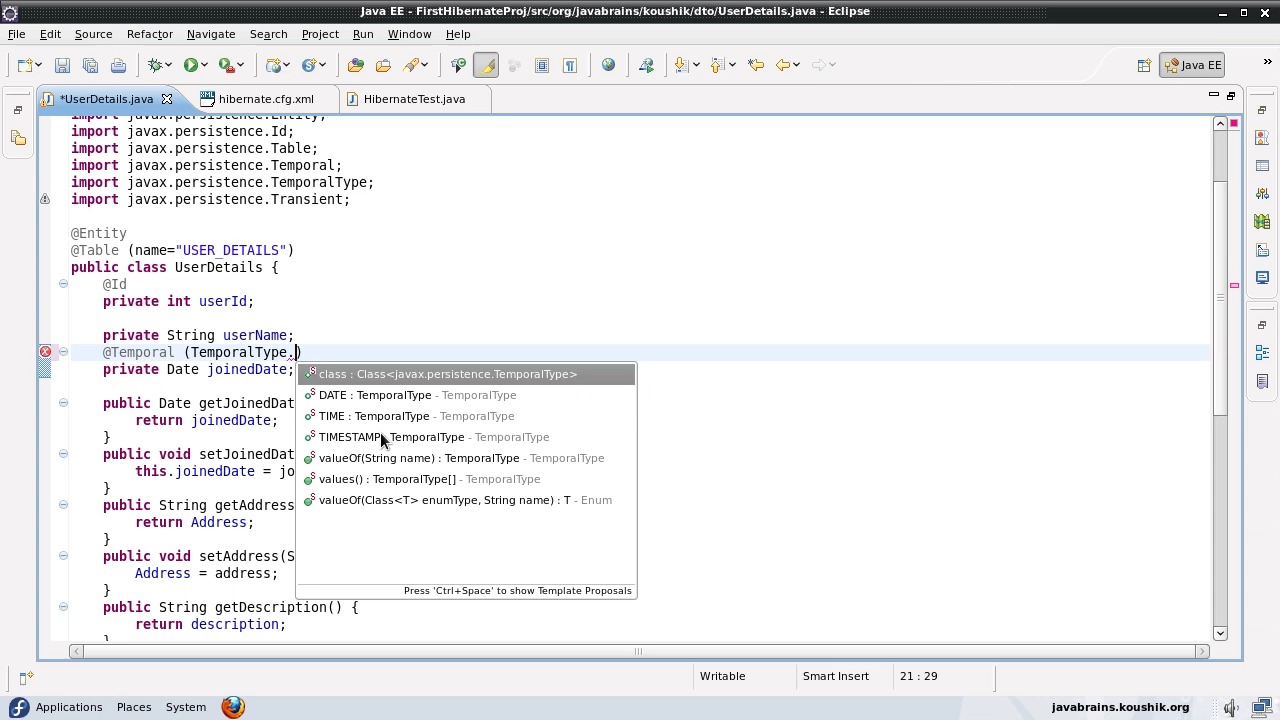 Java EE - FirstHibernateProj/src/org/javabrains/koushik/dto/UserDetails.java - Eclipse
File Edit Source Refactor Navigate Search Project Run Window Help
Java EE
*UserDetails.java hibernate.cfg.xml HibernateTest.java
import javax.persistence.Entity;
import javax.persistence.Id;
import javax.persistence.Table;
import javax.persistence.Temporal;
import javax.persistence.TemporalType;
import javax.persistence.Transient;
@Entity
@Table (name="USER_DETAILS")
public class UserDetails {
@Id
private int userId;
private String userName;
@Temporal (TemporalType.)
private Date joinedDate;
class : Class<javax.persistence.TemporalType>
DATE : TemporalType - TemporalType
TIME : TemporalType - TemporalType
TIMESTAMP TemporalType - TemporalType
valueOf(String name) : TemporalType - TemporalType
values() : TemporalType[] - TemporalType
valueOf(Class<T> enumType, String name) : T - Enum
Press 'Ctrl+Space' to show Template Proposals
public Date getJoinedDat
return joinedDate;
}
public void setJoinedDat
this.joinedDate = jo
}
public String getAddress
return Address;
}
public void setAddress(S
Address = address;
}
public String getDescription() {
return description;
}
Writable Smart Insert 21 : 29
Applications Places System javabrains.koushik.org